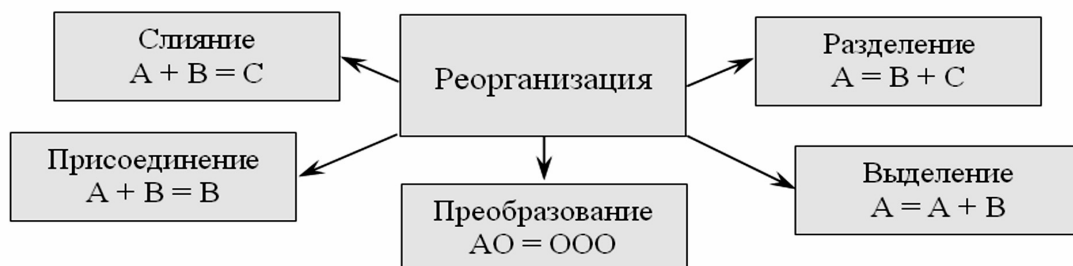 Реорганизация
Слияние
A + B = C
Разделение
A = B + C
Присоединение
A + B = B
Выделение
A = A + B
Преобразование
АО = ООО